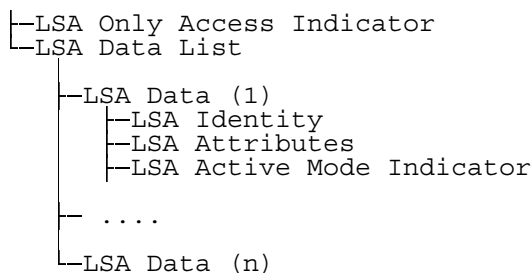 LSA Only Access Indicator
LSA Data List
LSA Data (1)
LSA Identity
LSA Attributes
LSA Active Mode Indicator
....
LSA Data (n)